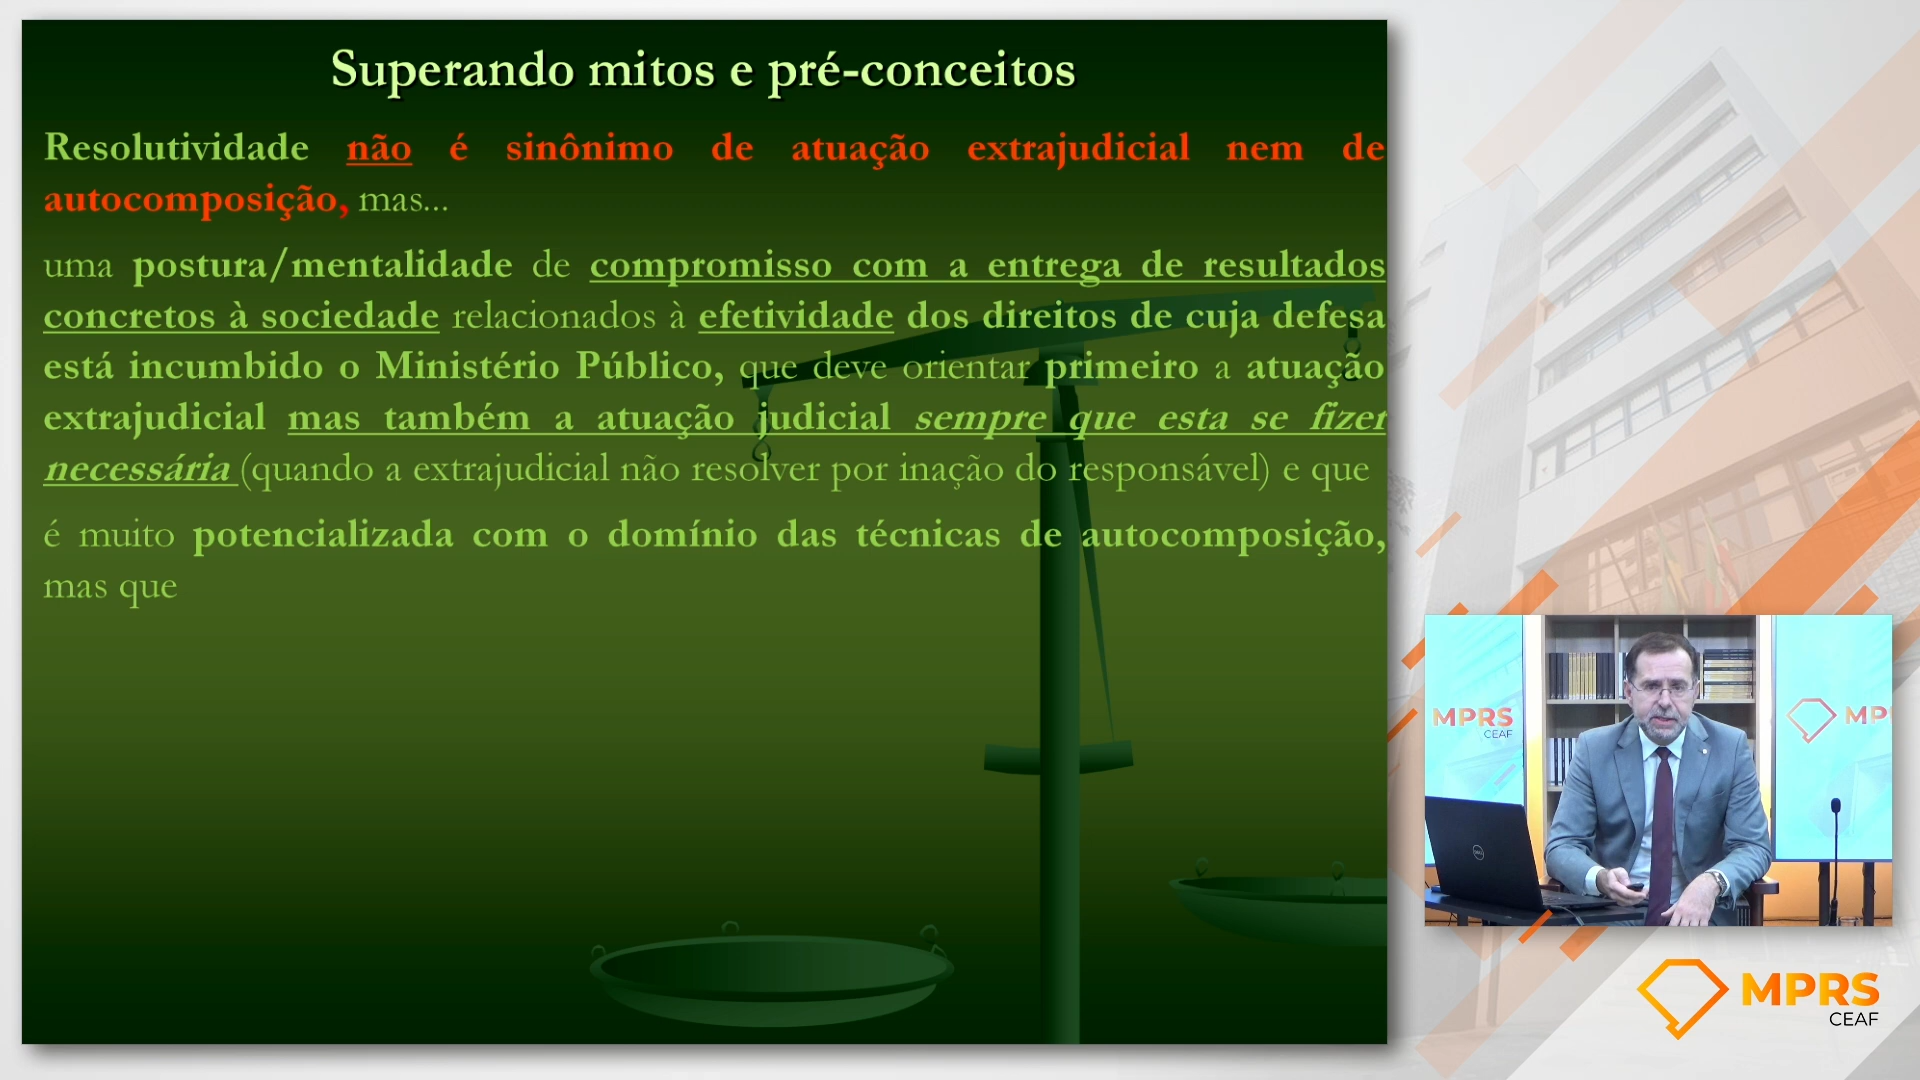 Superando mitos e pré-conceitos
Resolutividade não é sinônimo de atuação extrajudicial nem de
autocomposição, mas...
uma postura/mentalidade de compromisso com a entrega de resultados
concretos à sociedade relacionados à efetividade dos direitos de cuja defesa
está incumbido o Ministério Público, que deve orientar primeiro a atuação
extrajudicial mas também a atuação judicial sempre que esta se fizer
necessária (quando a extrajudicial não resolver por inação do responsável) e que
é muito potencializada com o domínio das técnicas de autocomposição,
mas que
MPRS
CEAF
MP
DELL
MPRS
CEAF